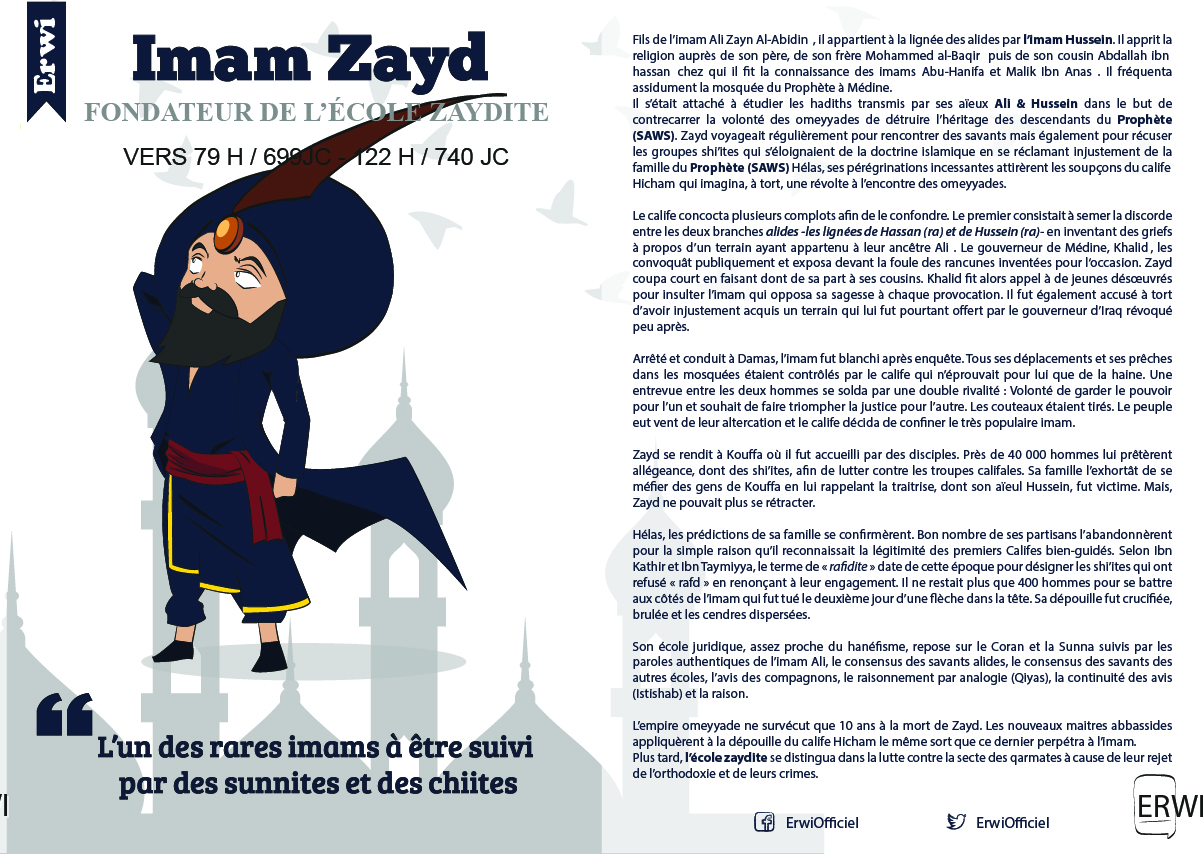 Erwi
Imam Zayd
FONDATEUR DE L'ÉCOLE ZAYDITE
VERS 79 H / 699JC - 122 H / 740 JC
“
L'un des rares imams à être suivi
par des sunnites et des chiites
Fils de l'imam Ali Zayn Al-Abidin , il appartient à la lignée des alides par l'imam Hussein. Il apprit la
religion auprès de son père, de son frère Mohammed al-Baqir puis de son cousin Abdallah ibn
hassan chez qui il fit la connaissance des imams Abu-Hanifa et Malik Ibn Anas . Il fréquenta
assidument la mosquée du Prophète à Médine.
Il s'était attaché à étudier les hadiths transmis par ses aïeux Ali & Hussein dans le but de
contrecarrer la volonté des omeyyades de détruire l'héritage des descendants du Prophète
(SAWS). Zayd voyageait régulièrement pour rencontrer des savants mais également pour récuser
les groupes shi'ites qui s'éloignaient de la doctrine islamique en se réclamant injustement de la
famille du Prophète (SAWS) Hélas, ses pérégrinations incessantes attirèrent les soupçons du calife
Hicham qui imagina, à tort, une révolte à l'encontre des omeyyades.
Le calife concocta plusieurs complots afin de le confondre. Le premier consistait à semer la discorde
entre les deux branches alides -les lignées de Hassan (ra) et de Hussein (ra)- en inventant des griefs
à propos d'un terrain ayant appartenu à leur ancêtre Ali . Le gouverneur de Médine, Khalid , les
convoquât publiquement et exposa devant la foule des rancunes inventées pour l'occasion. Zayd
coupa court en faisant dont de sa part à ses cousins. Khalid fit alors appel à de jeunes désœuvrés
pour insulter l'imam qui opposa sa sagesse à chaque provocation. Il fut également accusé à tort
d'avoir injustement acquis un terrain qui lui fut pourtant offert par le gouverneur d'Iraq révoqué
peu après.
Arrêté et conduit à Damas, l'imam fut blanchi après enquête. Tous ses déplacements et ses prêches
dans les mosquées étaient contrôlés par le calife qui n'éprouvait pour lui que de la haine. Une
entrevue entre les deux hommes se solda par une double rivalité : Volonté de garder le pouvoir
pour l'un et souhait de faire triompher la justice pour l'autre. Les couteaux étaient tirés. Le peuple
eut vent de leur altercation et le calife décida de confiner le très populaire imam.
Zayd se rendit à Kouffa où il fut accueilli par des disciples. Près de 40 000 hommes lui prêtèrent
allégeance, dont des shi'ites, afin de lutter contre les troupes califales. Sa famille l'exhortât de se
méfier des gens de Kouffa en lui rappelant la traitrise, dont son aïeul Hussein, fut victime. Mais,
Zayd ne pouvait plus se rétracter.
Hélas, les prédictions de sa famille se confirmèrent. Bon nombre de ses partisans l'abandonnèrent
pour la simple raison qu'il reconnaissait la légitimité des premiers Califes bien-guidés. Selon Ibn
Kathir et Ibn Taymiyya, le terme de « rafidite » date de cette époque pour désigner les shi'ites qui ont
refusé « rafd » en renonçant à leur engagement. Il ne restait plus que 400 hommes pour se battre
aux côtés de l'imam qui fut tué le deuxième jour d'une flèche dans la tête. Sa dépouille fut crucifiée,
brulée et les cendres dispersées.
Son école juridique, assez proche du hanéfisme, repose sur le Coran et la Sunna suivis par les
paroles authentiques de l'imam Ali, le consensus des savants alides, le consensus des savants des
autres écoles, l'avis des compagnons, le raisonnement par analogie (Qiyas), la continuité des avis
(Istishab) et la raison.
L'empire omeyyade ne survécut que 10 ans à la mort de Zayd. Les nouveaux maitres abbassides
appliquèrent à la dépouille du calife Hicham le même sort que ce dernier perpétra à l'imam.
Plus tard, l'école zaydite se distingua dans la lutte contre la secte des qarmates à cause de leur rejet
de l'orthodoxie et de leurs crimes.
ErwiOfficiel
ErwiOfficiel
ERWI